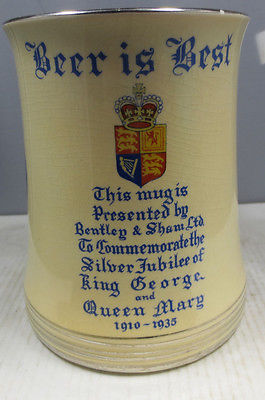 Beer is Best
This mug is
Presented by
Bentley & Shaw Ltd.
To Commemorate the
Silver Jubilee of
King George
and
Queen Mary
1910-1935